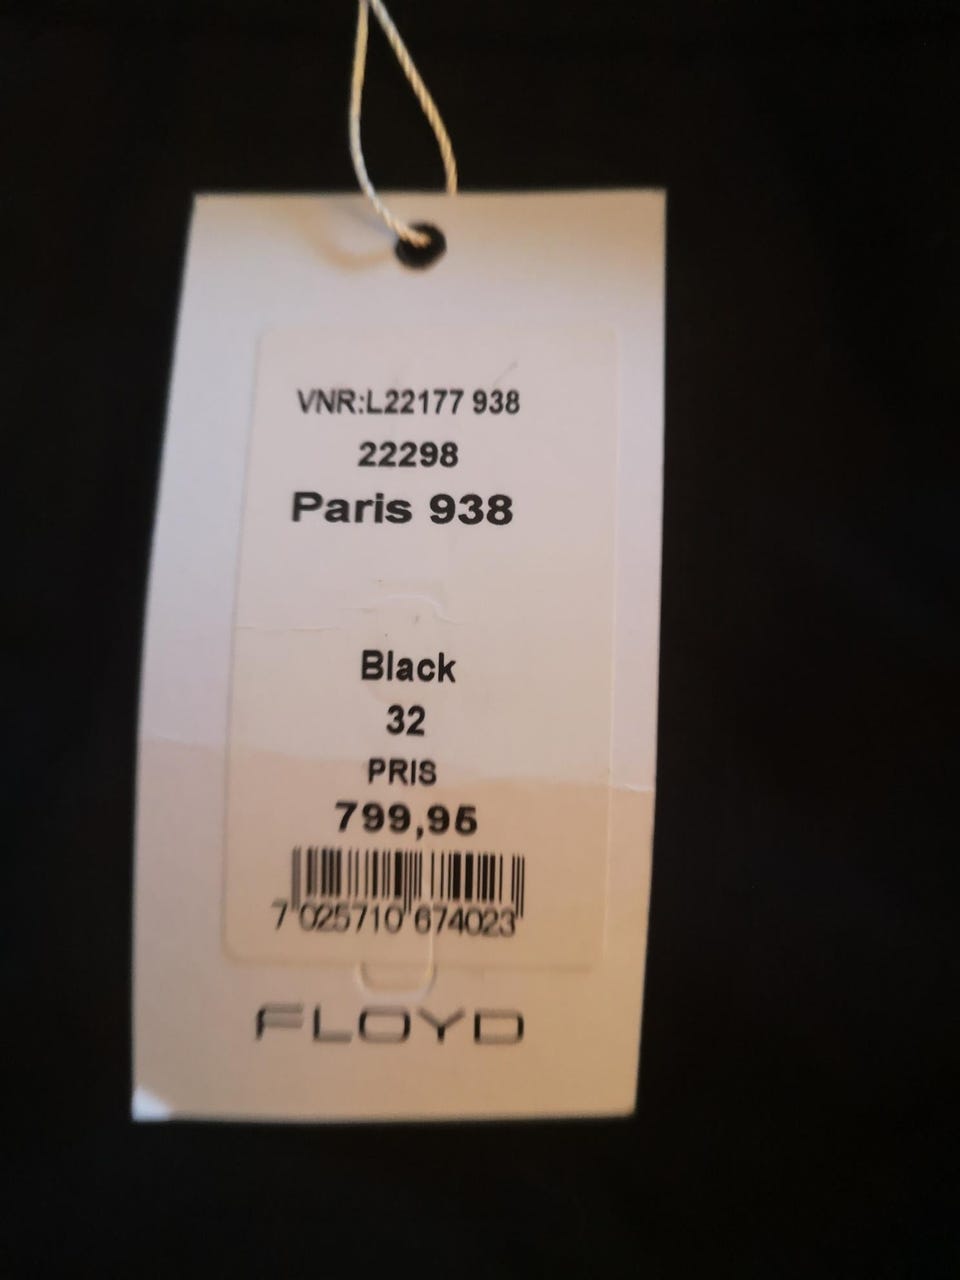 VNR:L22177 938
22298
Paris 938
Black
32
PRIS
799,95
7 025710 674023
FLOYD